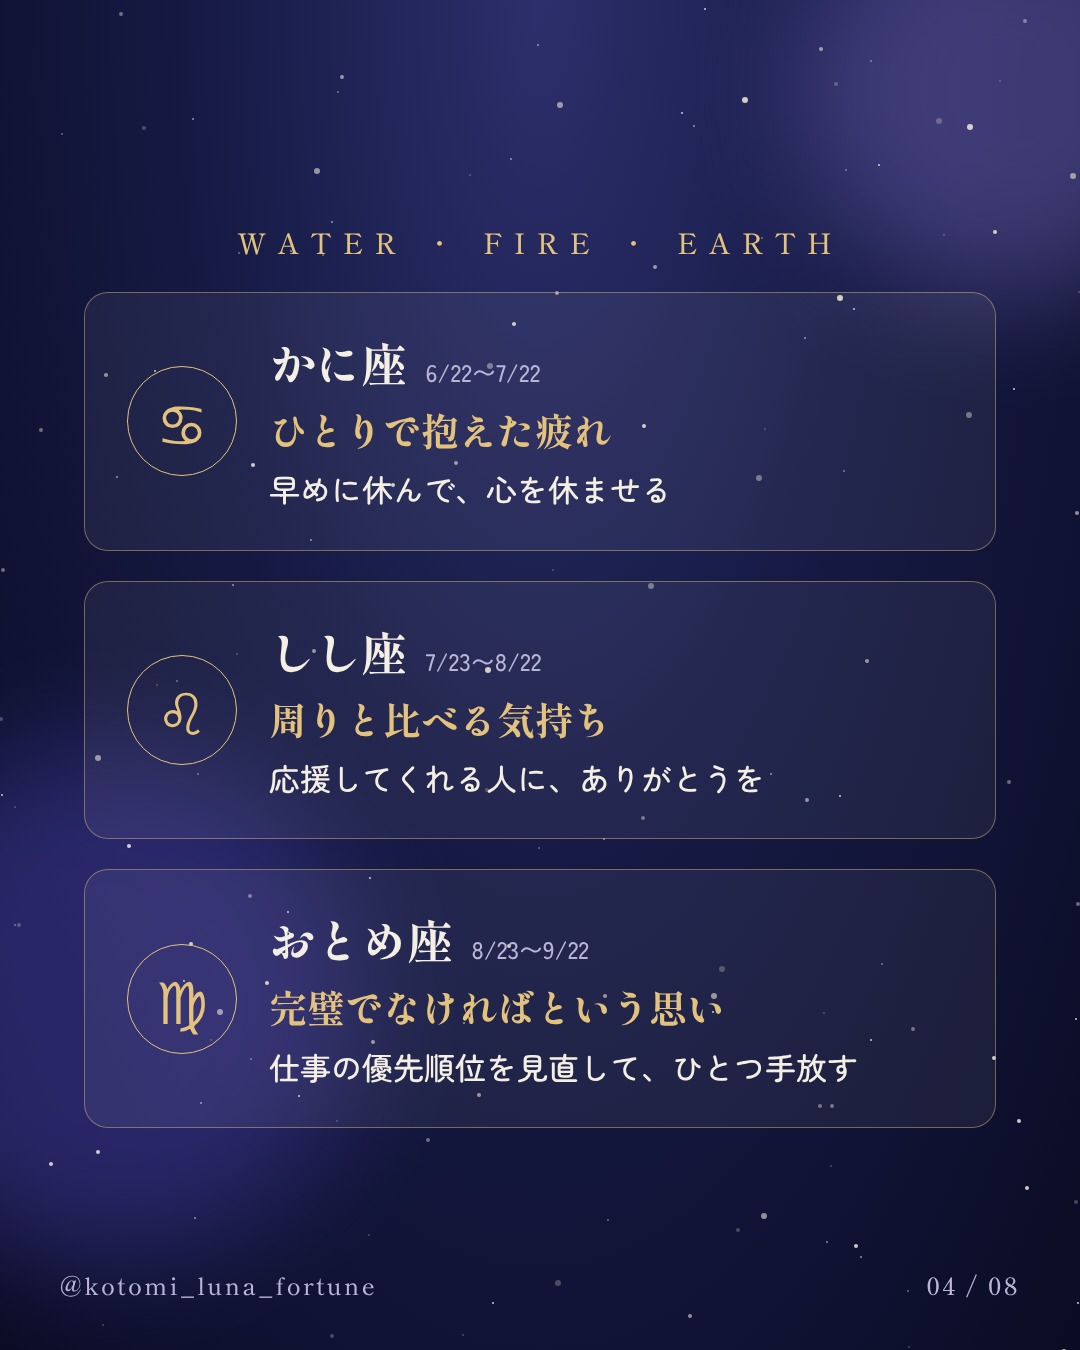 WATER · FIRE · EARTH
♋
かに座 6/22〜7/22
ひとりで抱えた疲れ
早めに休んで、心を休ませる
♌
しし座 7/23〜8/22
周りと比べる気持ち
応援してくれる人に、ありがとうを
♍
おとめ座 8/23〜9/22
完璧でなければという思い
仕事の優先順位を見直して、ひとつ手放す
@kotomi_luna_fortune
04 / 08